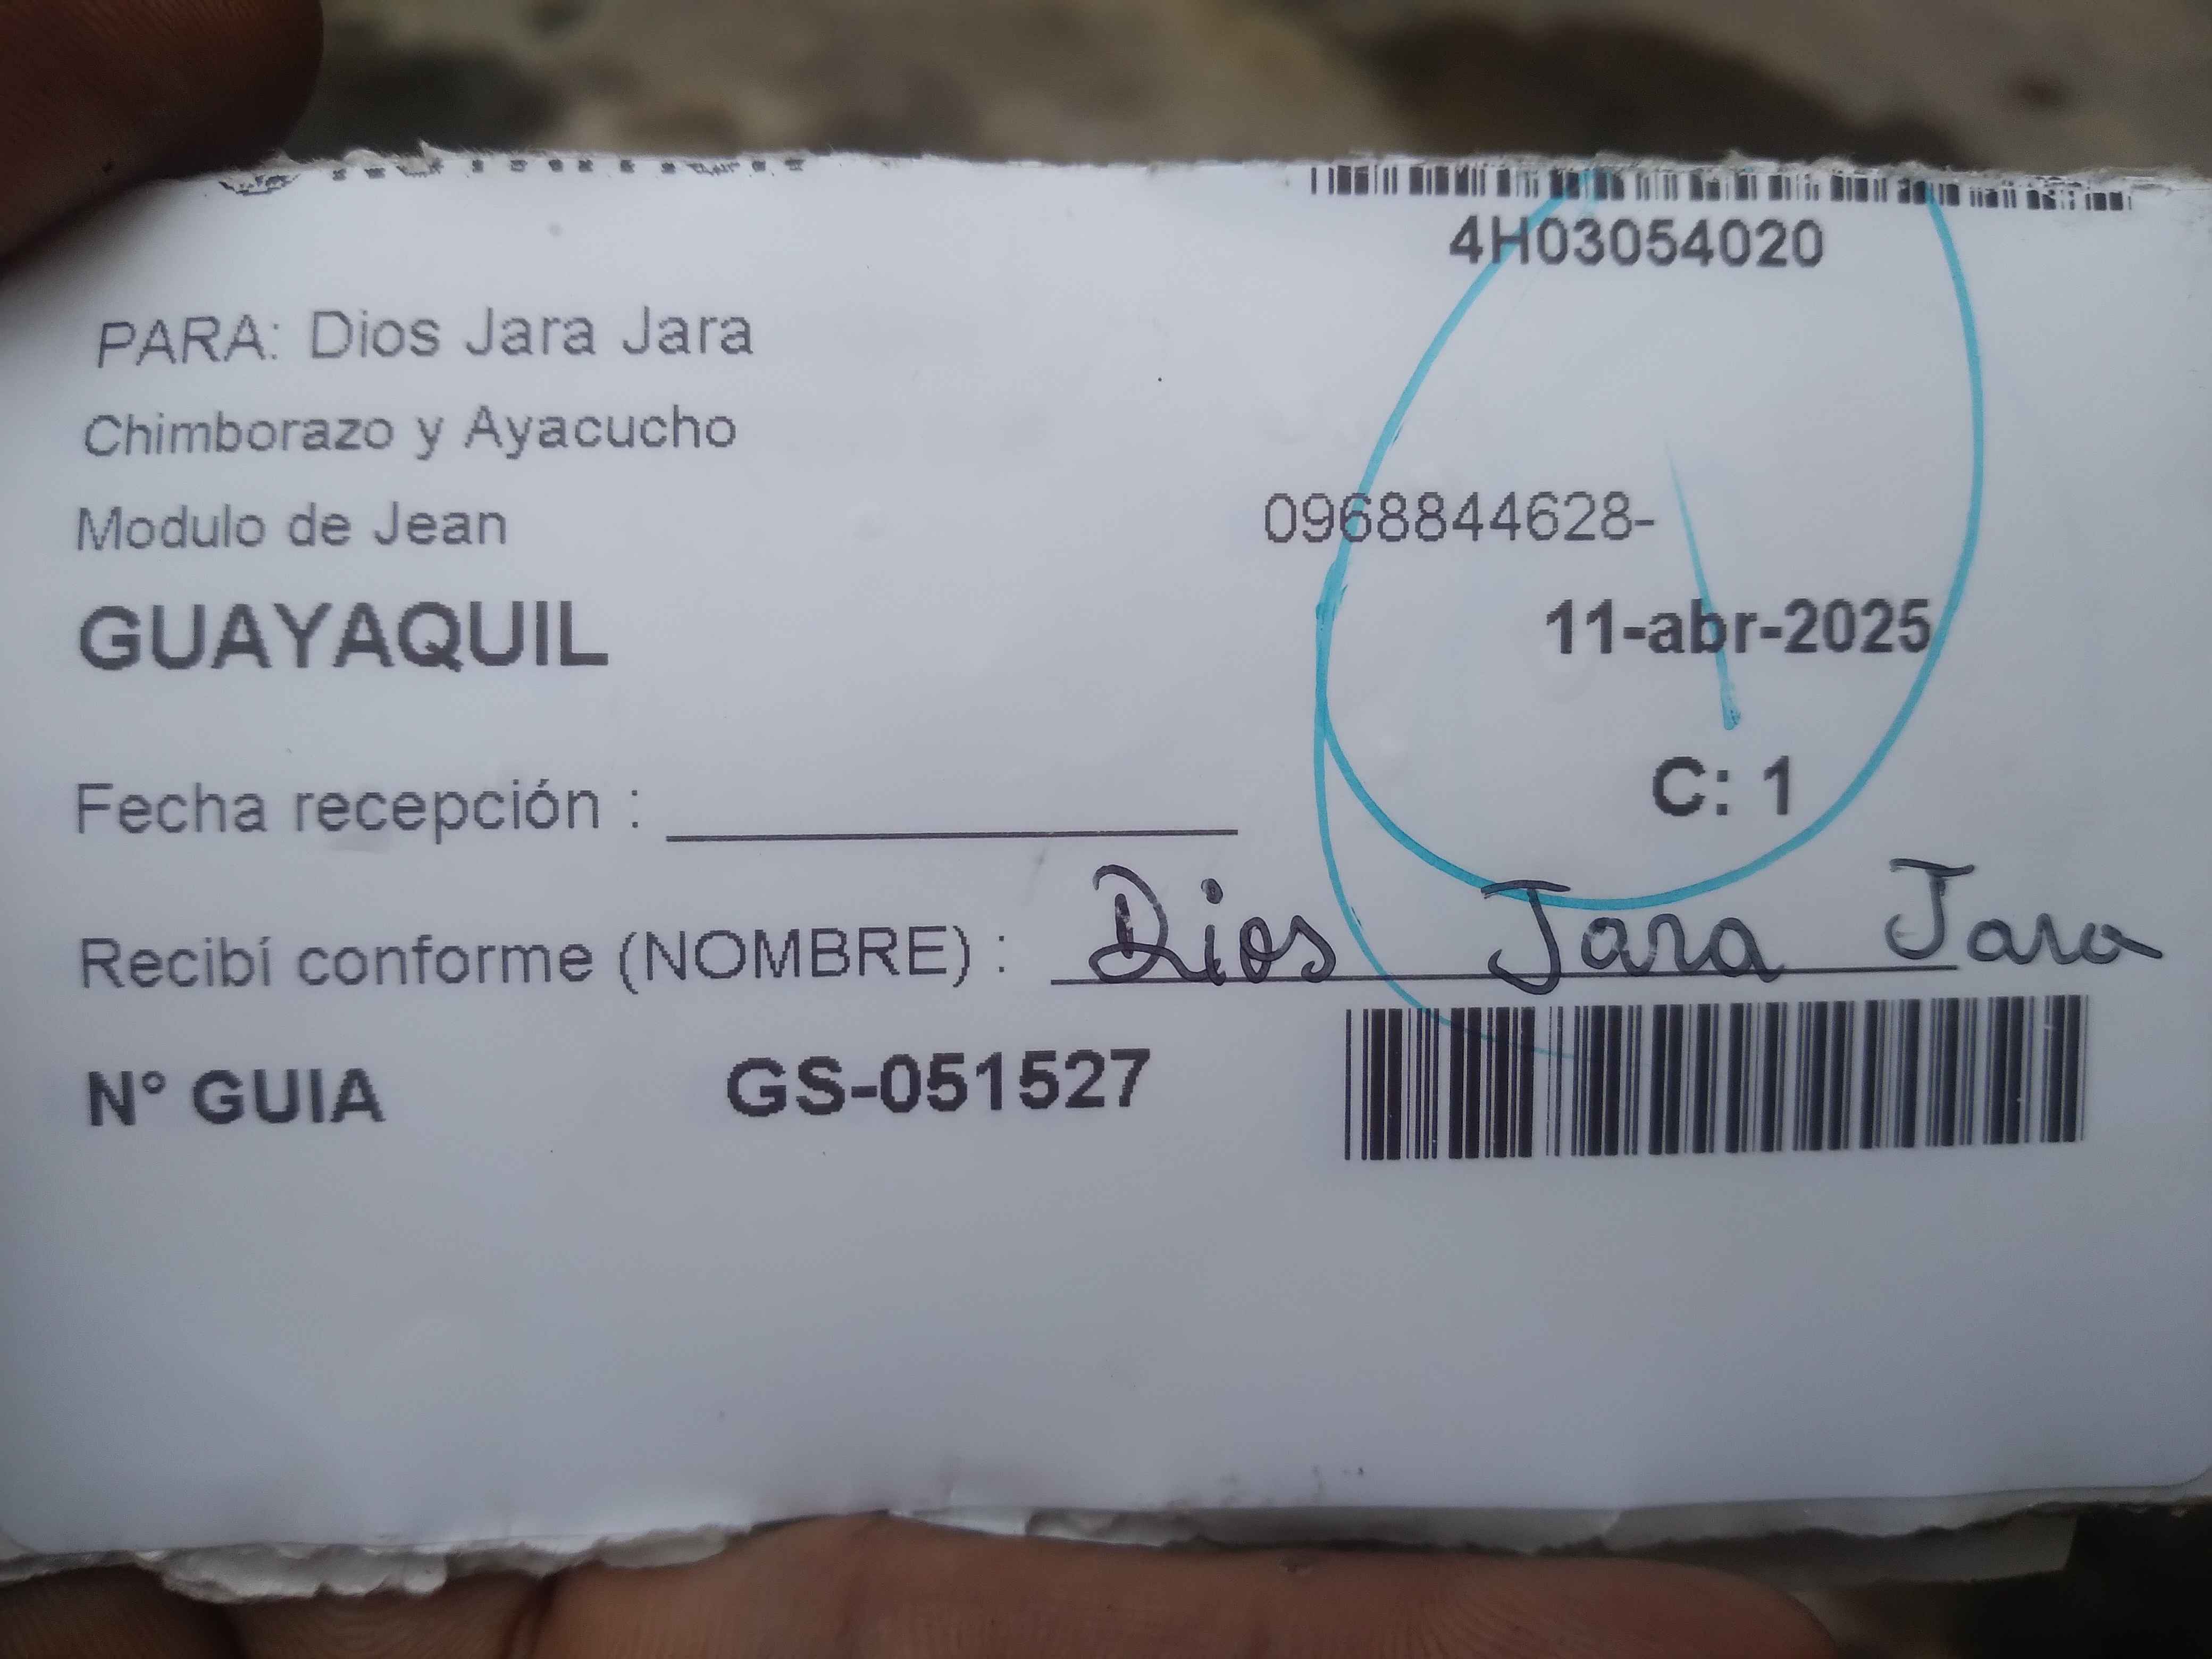 4H03054020
PARA: Dios Jara Jara
Chimborazo y Ayacucho
Modulo de Jean 0968844628-
GUAYAQUIL 11-abr-2025
C: 1
Fecha recepción :
Recibí conforme (NOMBRE) : Dios Jara Jara
N° GUIA GS-051527